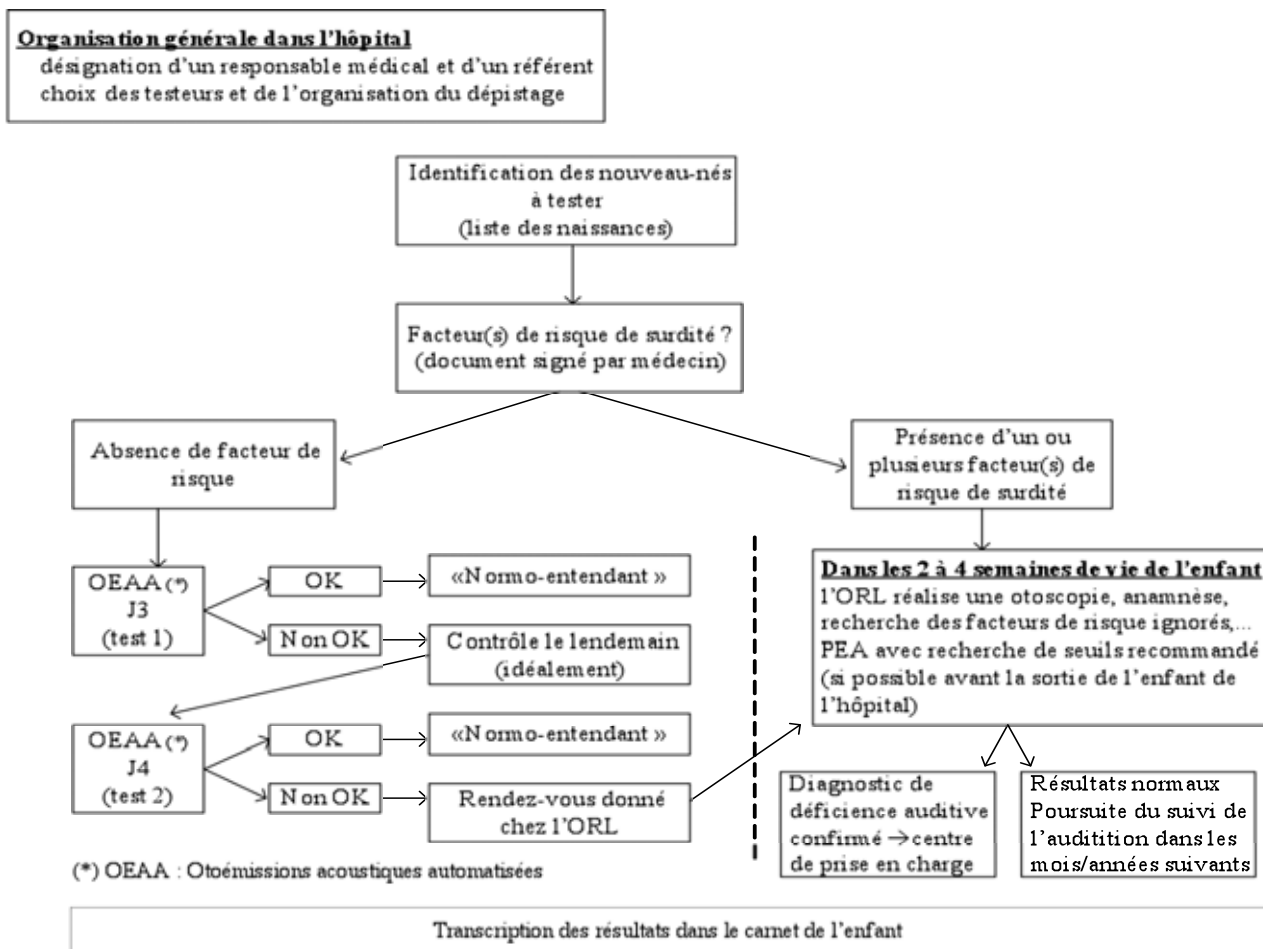 Organisation générale dans l'hôpital
désignation d'un responsable médical et d'un référent
choix des testeurs et de l'organisation du dépistage
Identification des nouveau-nés
à tester
(liste des naissances)
Facteur(s) de risque de surdité ?
(document signé par médecin)
Absence de facteur de
risque
Présence d'un ou
plusieurs facteur(s) de
risque de surdité
OEAA (*)
J3
(test 1)
OK
«Normo-entendant »
Non OK
Contrôle le lendemain
(idéalement)
OEAA (*)
J4
(test 2)
OK
«Normo-entendant »
Non OK
Rendez-vous donné
chez l'ORL
Dans les 2 à 4 semaines de vie de l'enfant
l'ORL réalise une otoscopie, anamnèse,
recherche des facteurs de risque ignorés,...
PEA avec recherche de seuils recommandé
(si possible avant la sortie de l'enfant de
l'hôpital)
Diagnostic de
déficience auditive
confirmé → centre
de prise en charge
Résultats normaux
Poursuite du suivi de
l'auditition dans les
mois/années suivants
(*) OEAA : Otoémissions acoustiques automatisées
Transcription des résultats dans le carnet de l'enfant